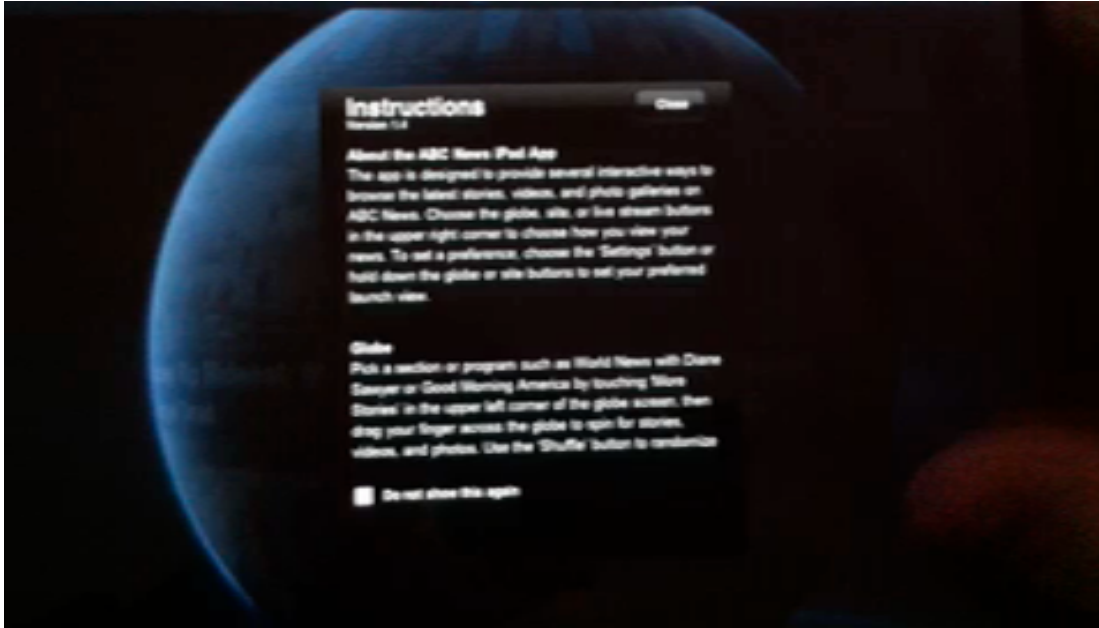 Instructions
Close
Version 1.4
About the ABC News iPad App
The app is designed to provide several interactive ways to
browse the latest stories, videos, and photo galleries on
ABC News. Choose the globe, site, or live stream buttons
in the upper right corner to choose how you view your
news. To set a preference, choose the 'Settings' button or
hold down the globe or site buttons to set your preferred
launch view.
Globe
Pick a section or program such as World News with Diane
Sawyer or Good Morning America by touching 'More
Stories' in the upper left corner of the globe screen, then
drag your finger across the globe to spin for stories,
videos, and photos. Use the 'Shuffle' button to randomize
Do not show this again